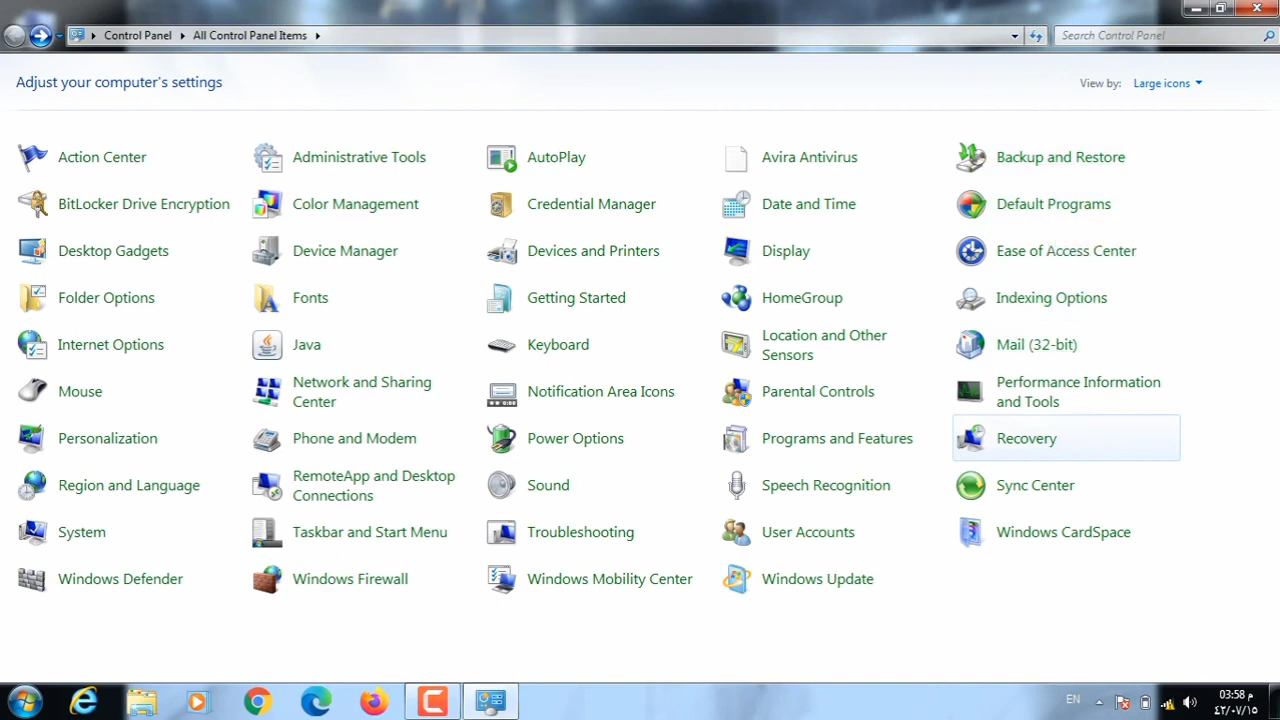 Control Panel
All Control Panel Items
Search Control Panel
Adjust your computer's settings
View by:
Large icons
Action Center
Administrative Tools
AutoPlay
Avira Antivirus
Backup and Restore
BitLocker Drive Encryption
Color Management
Credential Manager
Date and Time
Default Programs
Desktop Gadgets
Device Manager
Devices and Printers
Display
Ease of Access Center
Folder Options
Fonts
Getting Started
HomeGroup
Indexing Options
Internet Options
Java
Keyboard
Location and Other
Sensors
Mail (32-bit)
Mouse
Network and Sharing
Center
Notification Area Icons
Parental Controls
Performance Information
and Tools
Personalization
Phone and Modem
Power Options
Programs and Features
Recovery
Region and Language
RemoteApp and Desktop
Connections
Sound
Speech Recognition
Sync Center
System
Taskbar and Start Menu
Troubleshooting
User Accounts
Windows CardSpace
Windows Defender
Windows Firewall
Windows Mobility Center
Windows Update
EN
03:58 م
٤٢/٠٧/١٥